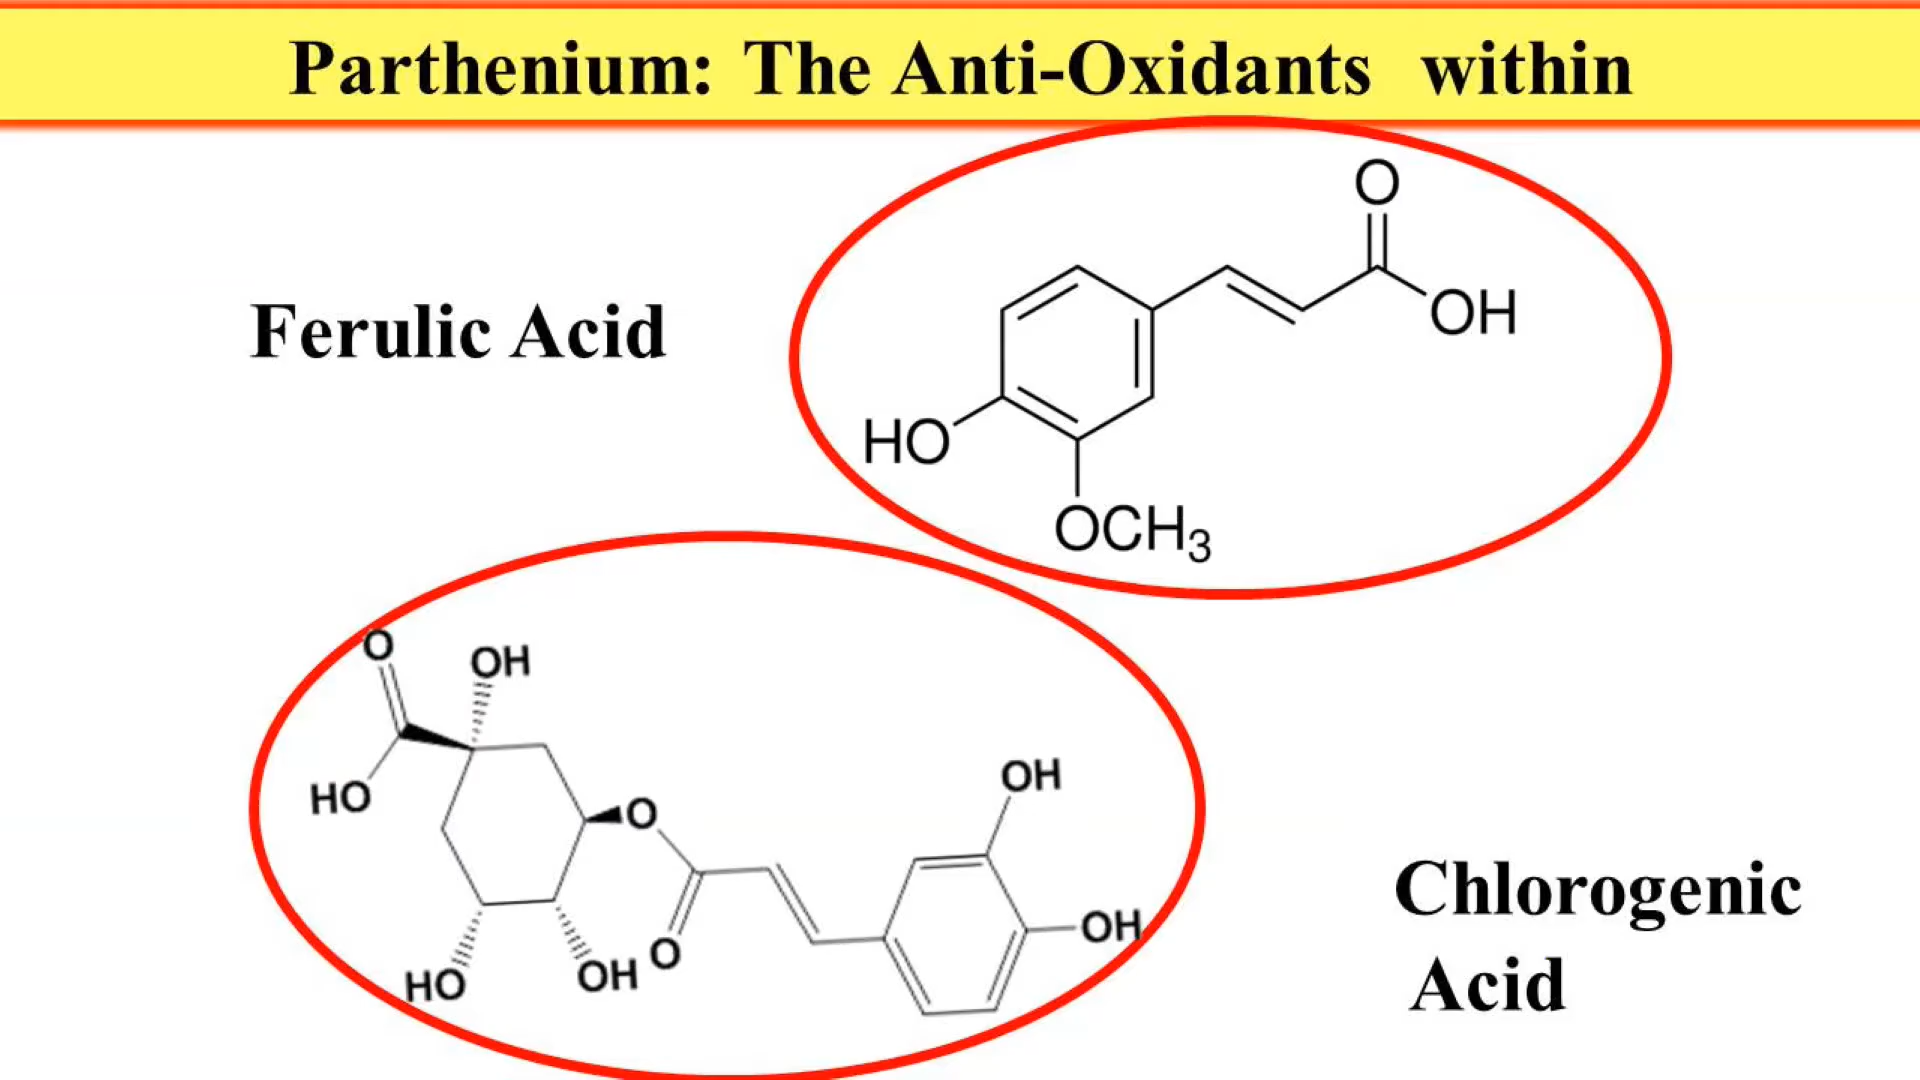 Parthenium: The Anti-Oxidants within
O
Ferulic Acid
OH
HO
OCH3
O
OH
HO
O
OH
OH
O
HO
OH
Chlorogenic
Acid